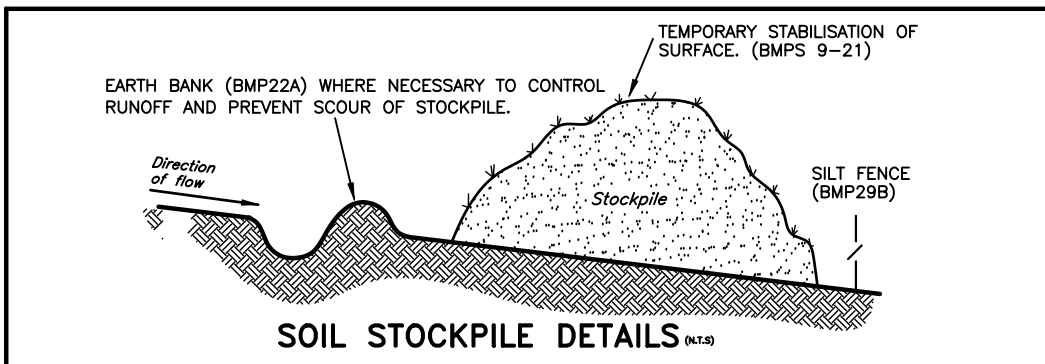 TEMPORARY STABILISATION OF
SURFACE. (BMPS 9-21)
EARTH BANK (BMP22A) WHERE NECESSARY TO CONTROL
RUNOFF AND PREVENT SCOUR OF STOCKPILE.
Direction
of flow
SILT FENCE
(BMP29B)
Stockpile
SOIL STOCKPILE DETAILS (N.T.S)